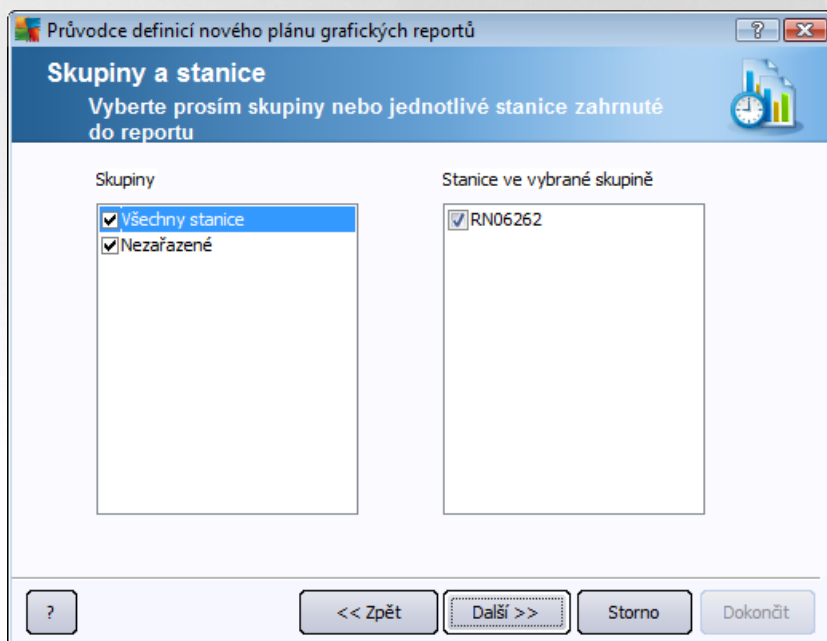 Průvodce definicí nového plánu grafických reportů
Skupiny a stanice
Vyberte prosím skupiny nebo jednotlivé stanice zahrnuté
do reportu
Skupiny
Stanice ve vybrané skupině
Všechny stanice
RN06262
Nezařazené
?
<< Zpět
Další >>
Storno
Dokončit